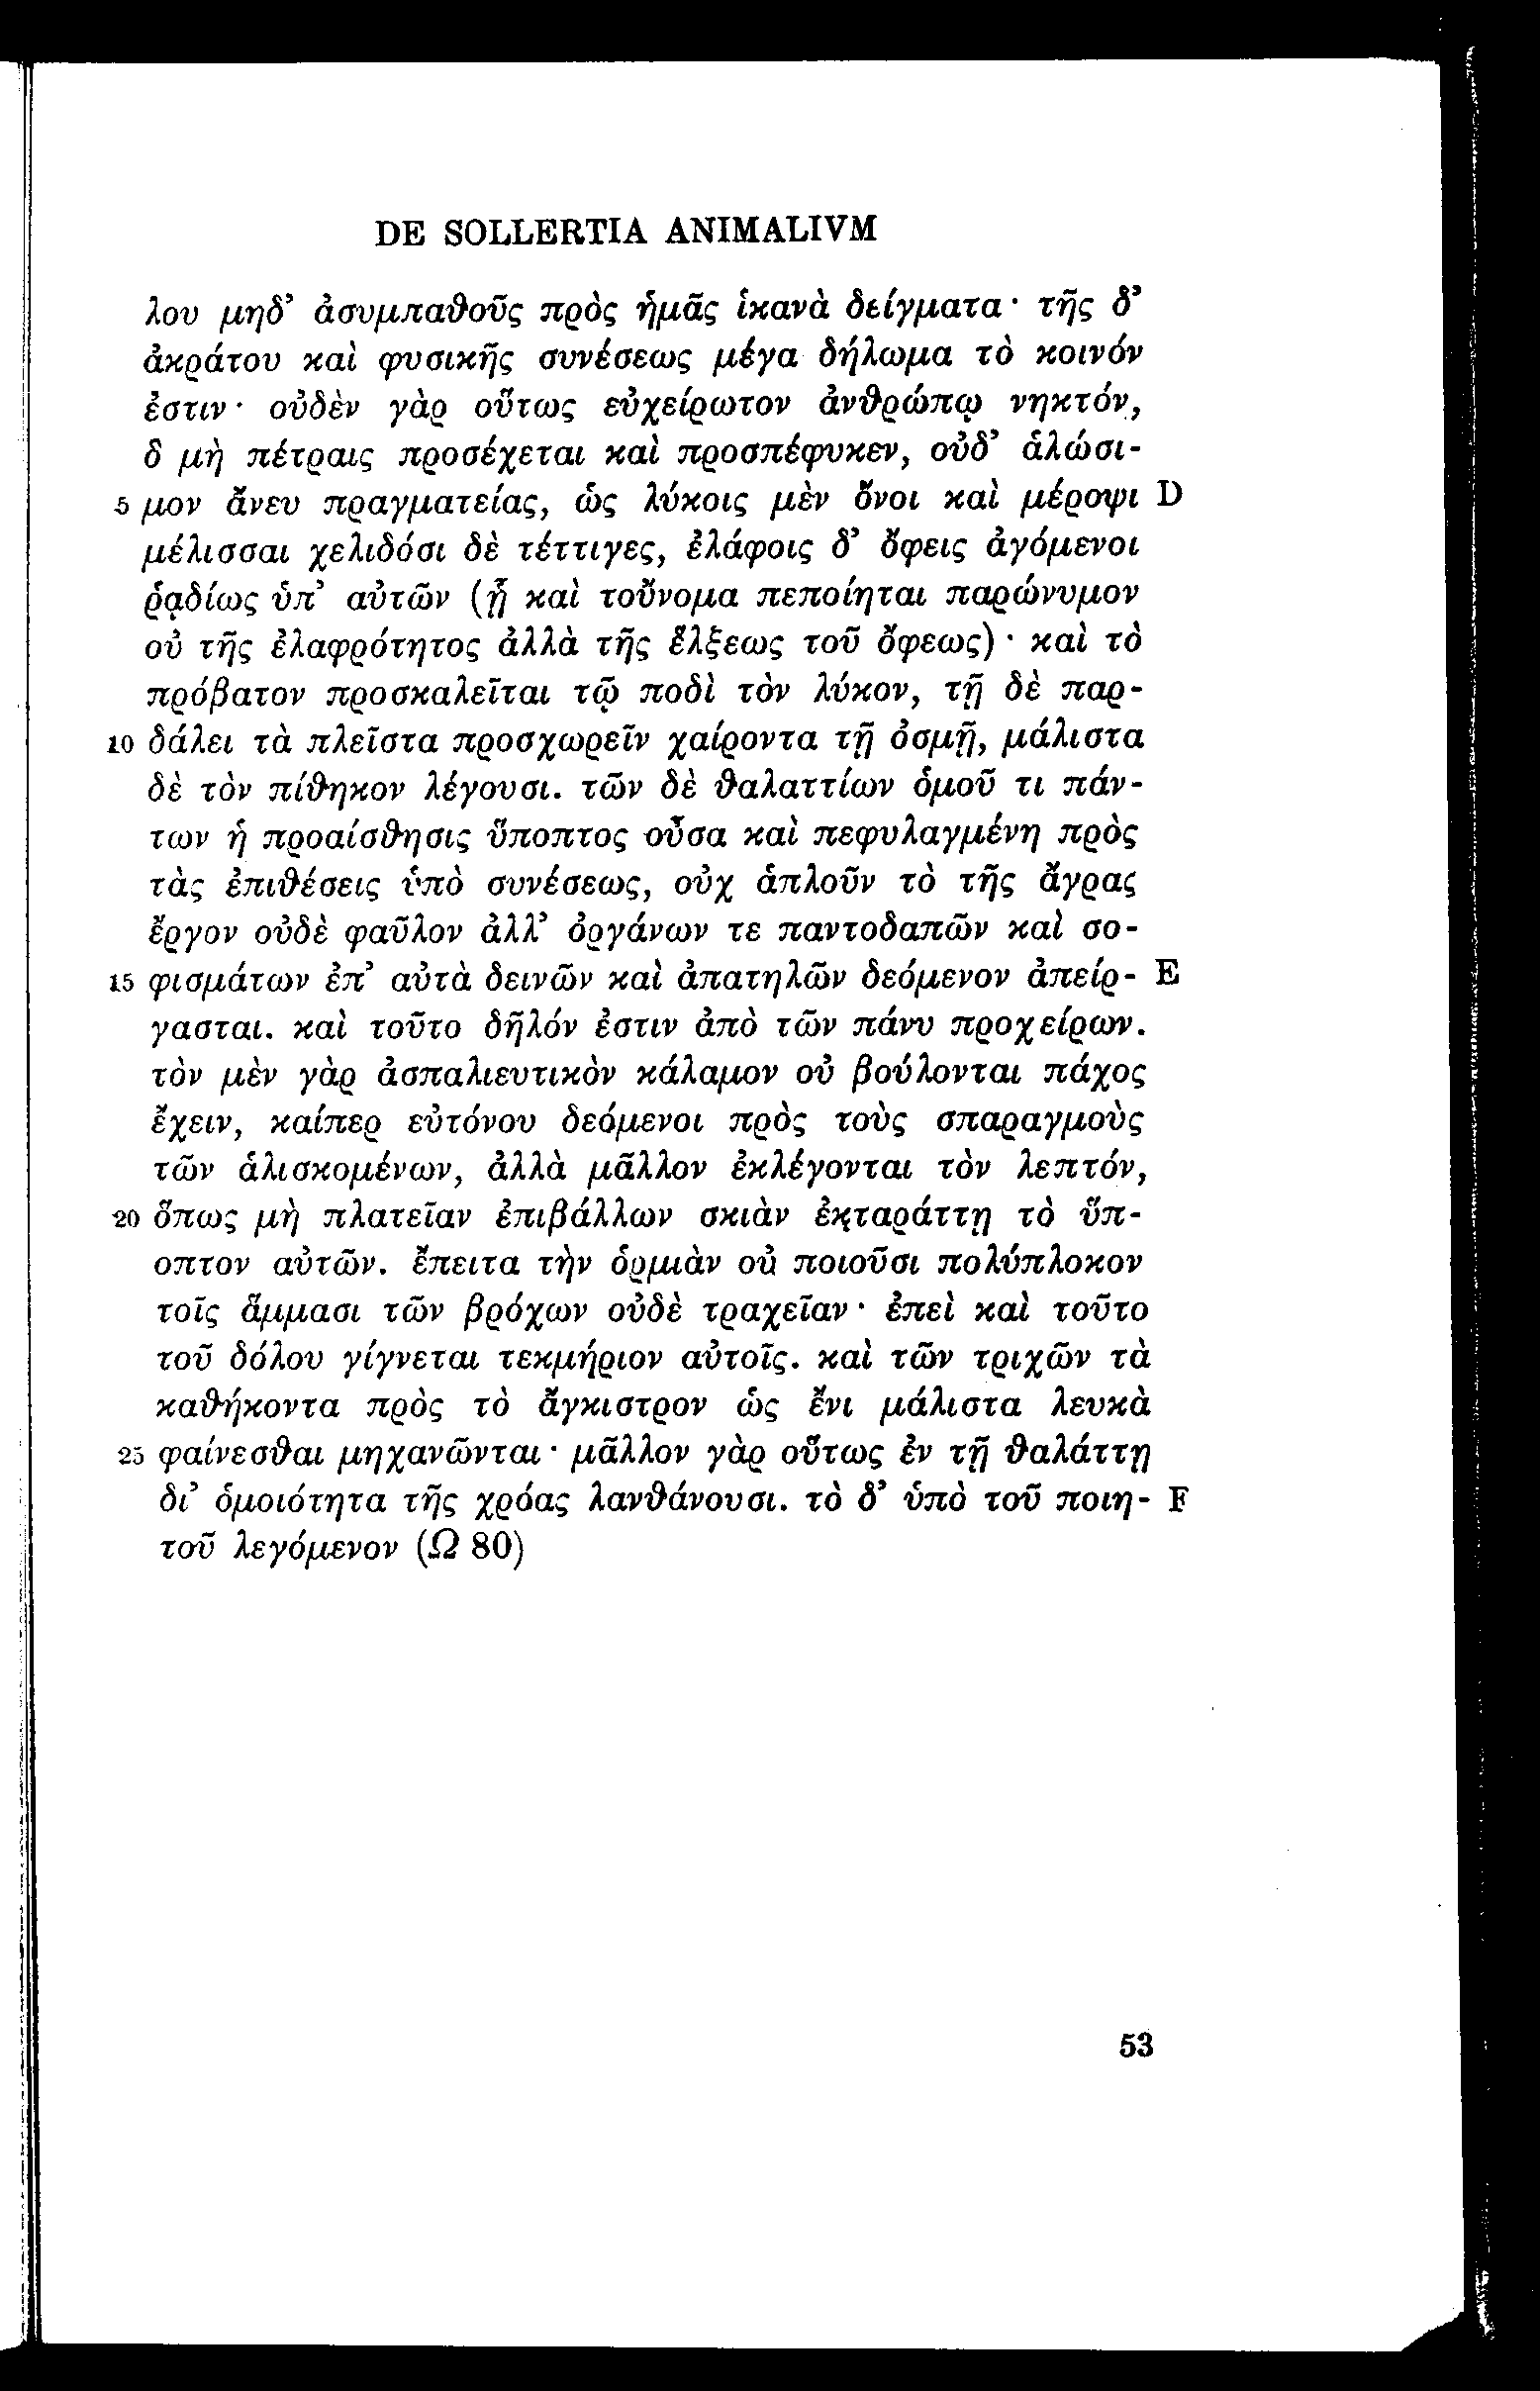 DE SOLLERTIA ANIMALIVM
λου μηδ’ ἀσυμπαθοῦς πρὸς ἡμᾶς ἱκανὰ δείγματα· τῆς δ’
ἀκράτου καὶ φυσικῆς συνέσεως μέγα δήλωμα τὸ κοινόν
ἐστιν· οὐδὲν γὰρ οὕτως εὐχείρωτον ἀνθρώπῳ νηκτόν,
ὃ μὴ πέτραις προσέχεται καὶ προσπέφυκεν, οὐδ’ ἁλώσι-
5 μον ἄνευ πραγματείας, ὡς λύκοις μὲν ὄνοι καὶ μέροψι D
μέλισσαι χελιδόσι δὲ τέττιγες, ἐλάφοις δ’ ὄφεις ἀγόμενοι
ῥᾳδίως ὑπ’ αὐτῶν (ᾗ καὶ τοὔνομα πεποίηται παρώνυμον
οὐ τῆς ἐλαφρότητος ἀλλὰ τῆς ἕλξεως τοῦ ὄφεως)· καὶ τὸ
πρόβατον προσκαλεῖται τῷ ποδὶ τὸν λύκον, τῇ δὲ παρ-
10 δάλει τὰ πλεῖστα προσχωρεῖν χαίροντα τῇ ὀσμῇ, μάλιστα
δὲ τὸν πίθηκον λέγουσι. τῶν δὲ θαλαττίων ὁμοῦ τι πάν-
των ἡ προαίσθησις ὕποπτος οὖσα καὶ πεφυλαγμένη πρὸς
τὰς ἐπιθέσεις ὑπὸ συνέσεως, οὐχ ἁπλοῦν τὸ τῆς ἄγρας
ἔργον οὐδὲ φαῦλον ἀλλ’ ὀργάνων τε παντοδαπῶν καὶ σο-
15 φισμάτων ἐπ’ αὐτὰ δεινῶν καὶ ἀπατηλῶν δεόμενον ἀπείρ- E
γασται. καὶ τοῦτο δῆλόν ἐστιν ἀπὸ τῶν πάνυ προχείρων.
τὸν μὲν γὰρ ἀσπαλιευτικὸν κάλαμον οὐ βούλονται πάχος
ἔχειν, καίπερ εὐτόνου δεόμενοι πρὸς τοὺς σπαραγμοὺς
τῶν ἁλισκομένων, ἀλλὰ μᾶλλον ἐκλέγονται τὸν λεπτόν,
20 ὅπως μὴ πλατεῖαν ἐπιβάλλων σκιὰν ἐκταράττῃ τὸ ὕπ-
οπτον αὐτῶν. ἔπειτα τὴν ὁρμιὰν οὐ ποιοῦσι πολύπλοκον
τοῖς ἅμμασι τῶν βρόχων οὐδὲ τραχεῖαν· ἐπεὶ καὶ τοῦτο
τοῦ δόλου γίγνεται τεκμήριον αὐτοῖς. καὶ τῶν τριχῶν τὰ
καθήκοντα πρὸς τὸ ἄγκιστρον ὡς ἔνι μάλιστα λευκὰ
25 φαίνεσθαι μηχανῶνται· μᾶλλον γὰρ οὕτως ἐν τῇ θαλάττῃ
δι’ ὁμοιότητα τῆς χρόας λανθάνουσι. τὸ δ’ ὑπὸ τοῦ ποιη- F
τοῦ λεγόμενον (Ω 80)
53